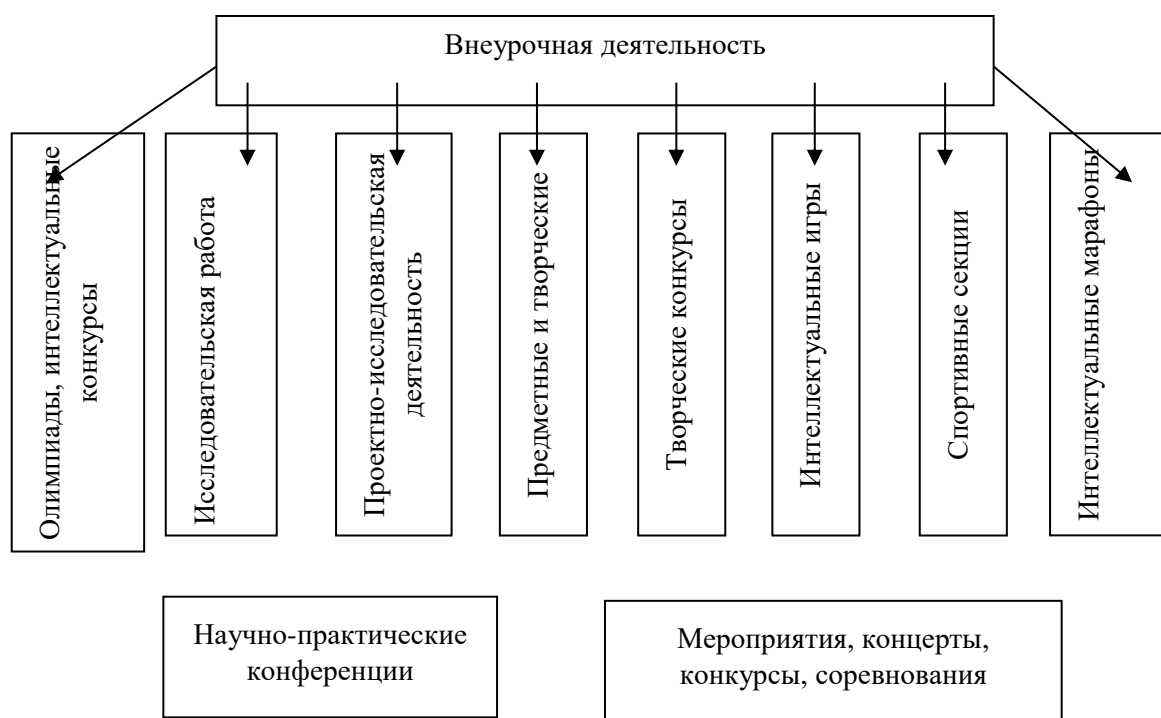 Внеурочная деятельность
Олимпиады, интеллектуальные
конкурсы
Исследовательская работа
Проектно-исследовательская
деятельность
Предметные и творческие
Творческие конкурсы
Интеллектуальные игры
Спортивные секции
Интеллектуальные марафоны
Научно-практические
конференции
Мероприятия, концерты,
конкурсы, соревнования